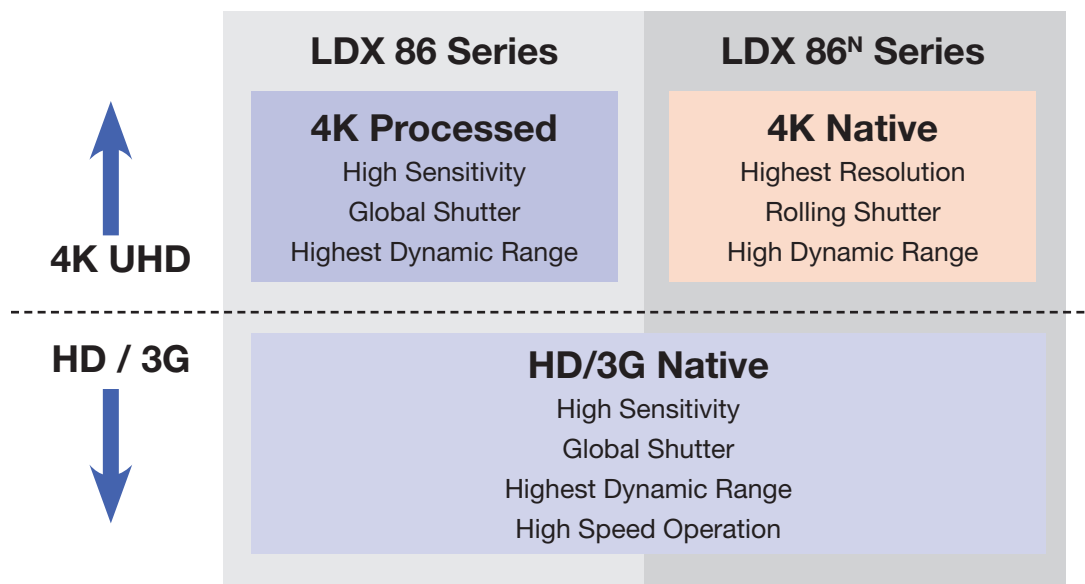 LDX 86 Series
LDX 86ᴺ Series
4K Processed
High Sensitivity
Global Shutter
Highest Dynamic Range
4K Native
Highest Resolution
Rolling Shutter
High Dynamic Range
4K UHD
HD / 3G
HD/3G Native
High Sensitivity
Global Shutter
Highest Dynamic Range
High Speed Operation